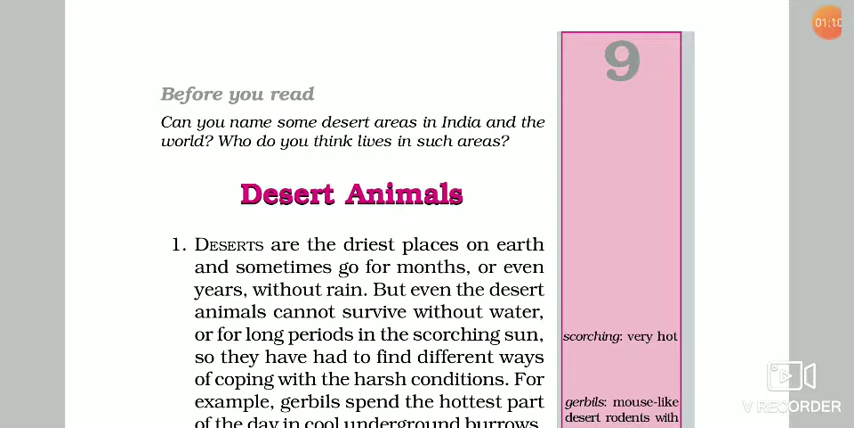 01:10
9
Before you read
Can you name some desert areas in India and the
world? Who do you think lives in such areas?
Desert Animals
1. DESERTS are the driest places on earth
and sometimes go for months, or even
years, without rain. But even the desert
animals cannot survive without water,
or for long periods in the scorching sun,
so they have had to find different ways
of coping with the harsh conditions. For
example, gerbils spend the hottest part
of the day in cool underground burrows.
scorching: very hot
gerbils: mouse-like
desert rodents with
V RECORDER